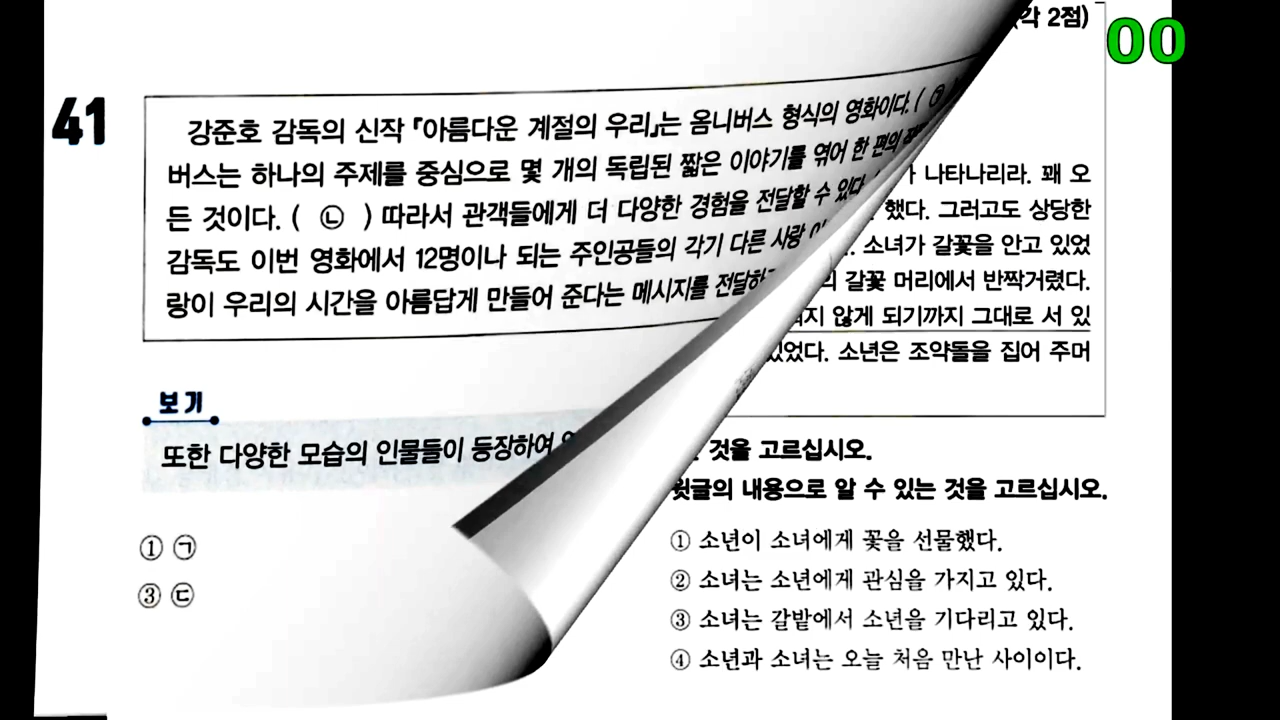 (각 2점)
00
41
강준호 감독의 신작 『아름다운 계절의 우리』는 옴니버스 형식의 영화이다. ( ㉠
버스는 하나의 주제를 중심으로 몇 개의 독립된 짧은 이야기를 엮어 한 편의
든 것이다. ( ㉡ ) 따라서 관객들에게 더 다양한 경험을 전달할 수 있다. (
감독도 이번 영화에서 12명이나 되는 주인공들의 각기 다른 사랑
랑이 우리의 시간을 아름답게 만들어 준다는 메시지를 전달하
보기
또한 다양한 모습의 인물들이 등장하여
① ㉠
③ ㉢
나타나리라. 꽤 오
했다. 그러고도 상당한
소녀가 갈꽃을 안고 있었
갈꽃 머리에서 반짝거렸다.
않게 되기까지 그대로 서 있
있었다. 소년은 조약돌을 집어 주머
것을 고르십시오.
윗글의 내용으로 알 수 있는 것을 고르십시오.
① 소년이 소녀에게 꽃을 선물했다.
② 소녀는 소년에게 관심을 가지고 있다.
③ 소녀는 갈밭에서 소년을 기다리고 있다.
④ 소년과 소녀는 오늘 처음 만난 사이이다.